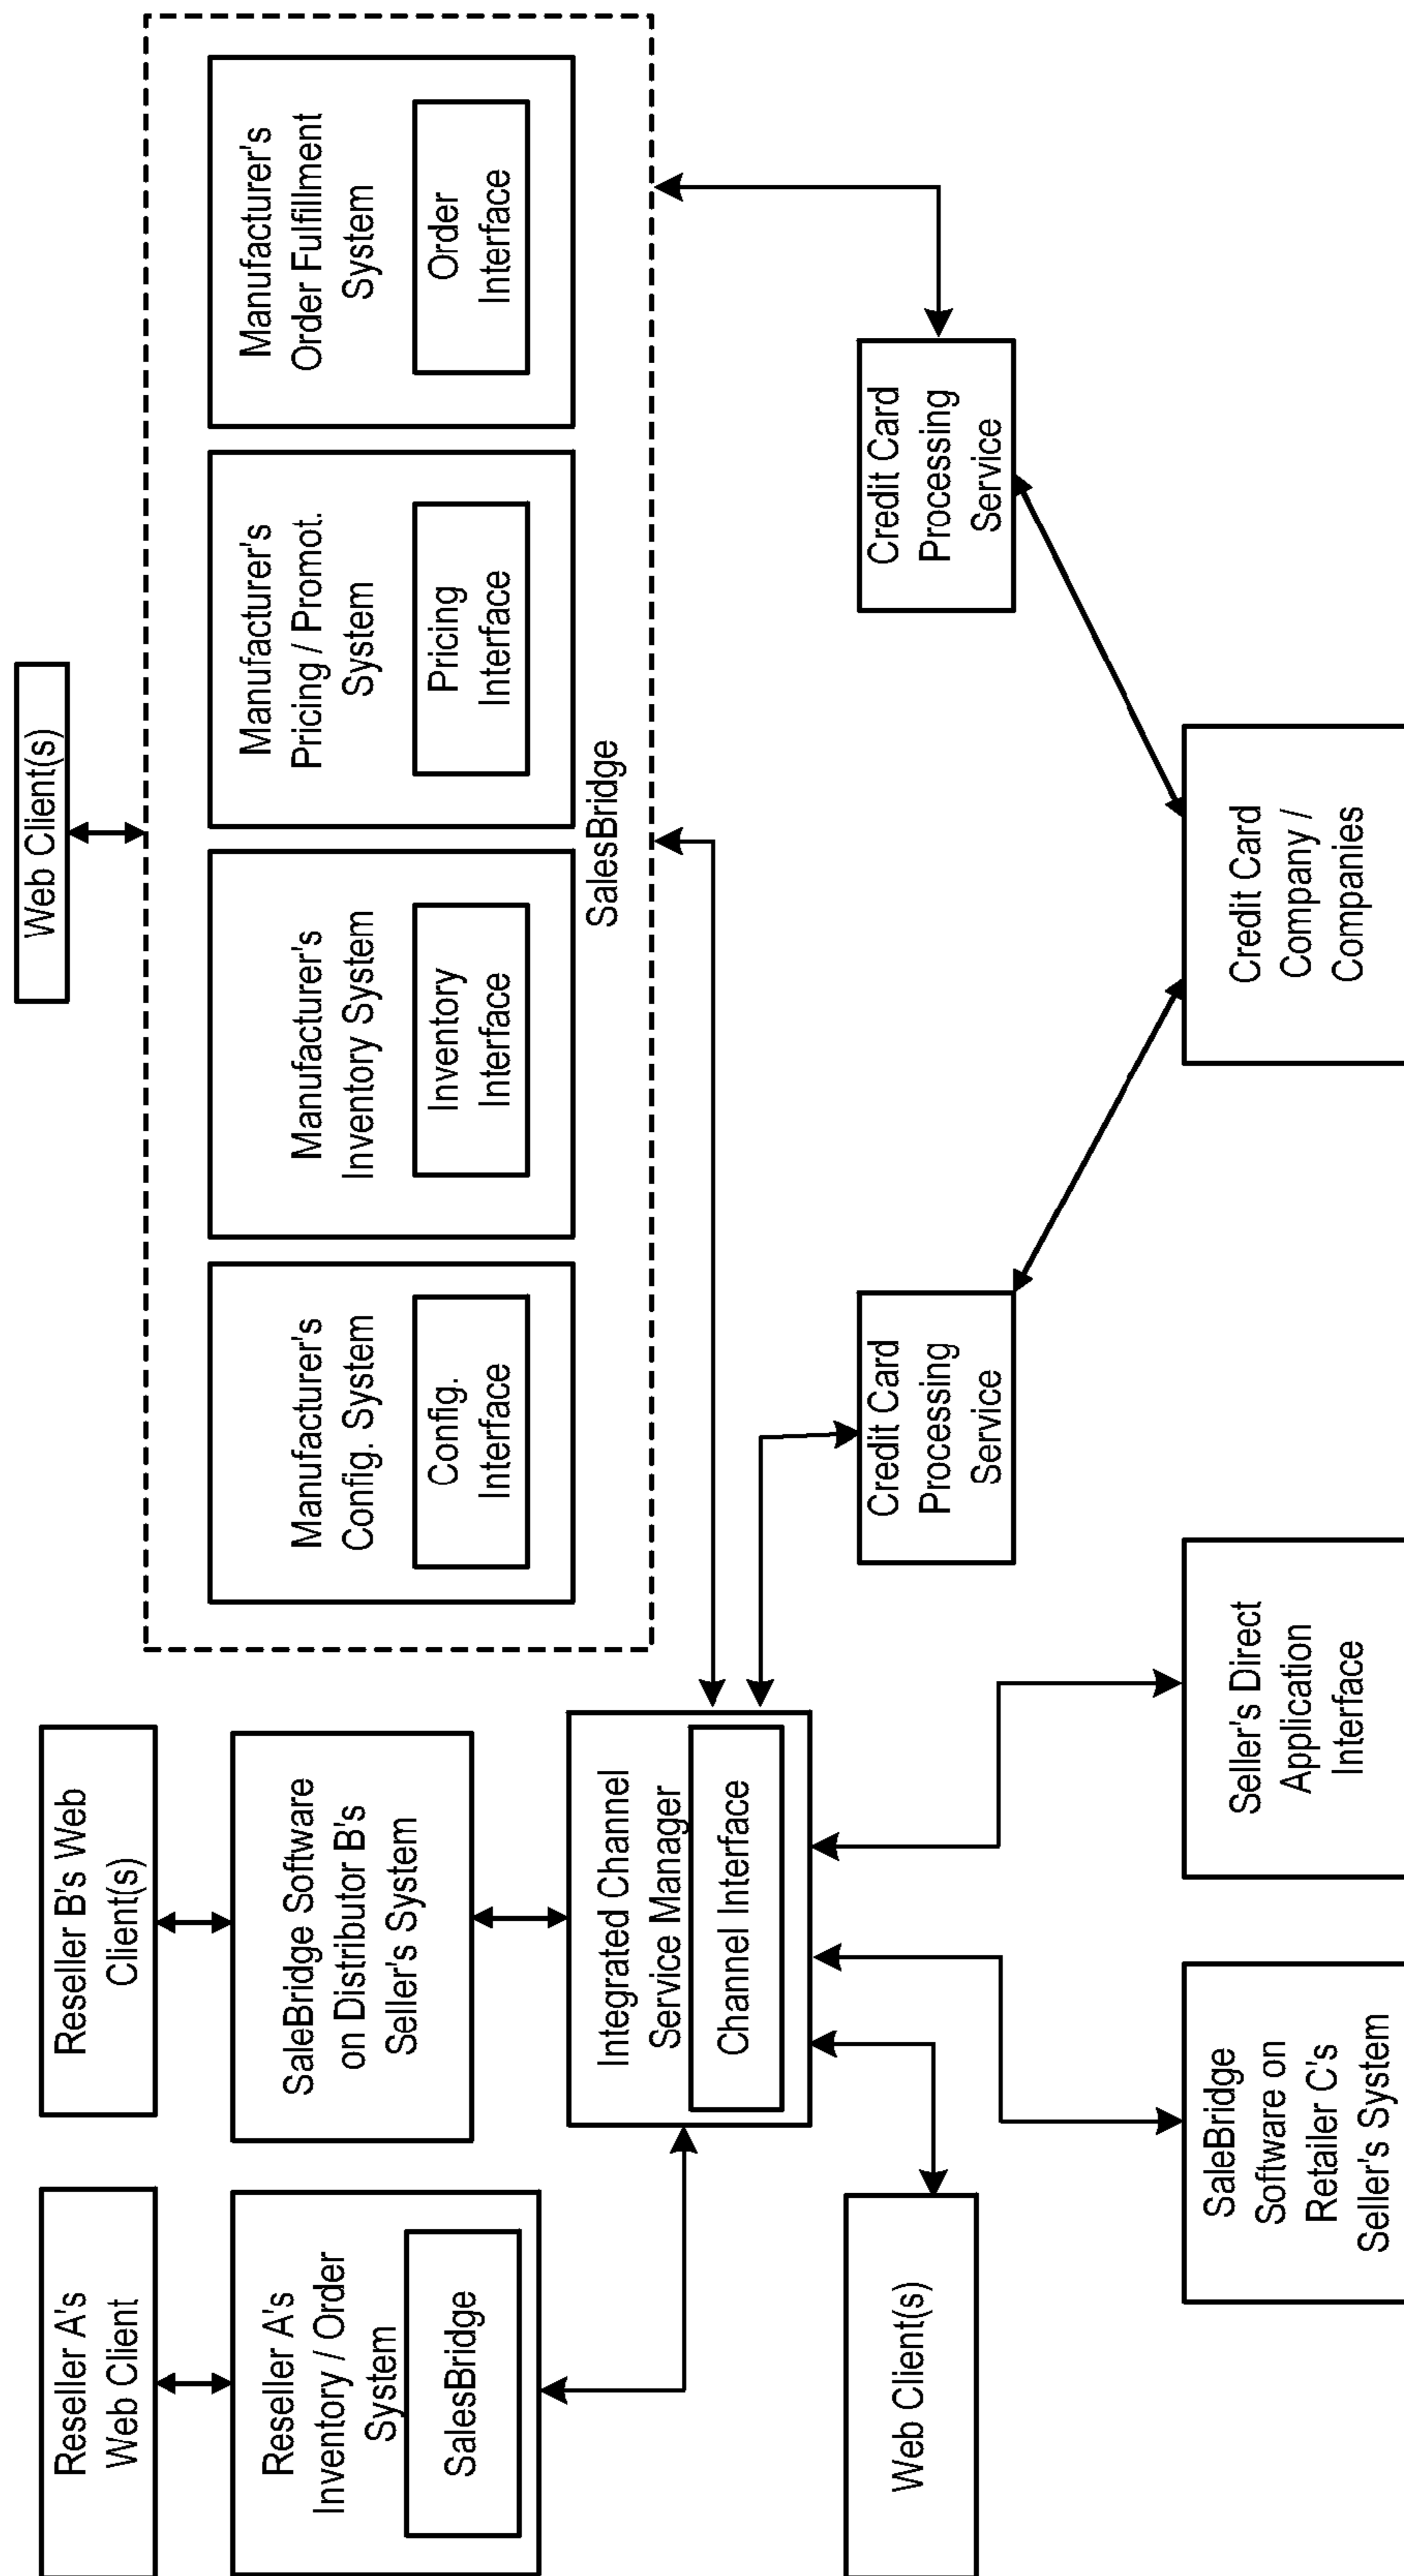 Reseller A's
Web Client
Reseller B's Web
Client(s)
Web Client(s)
Reseller A's
Inventory / Order
System
SalesBridge
SaleBridge Software
on Distributor B's
Seller's System
Manufacturer's
Config. System
Config.
Interface
Manufacturer's
Inventory System
Inventory
Interface
Manufacturer's
Pricing / Promot.
System
Pricing
Interface
Manufacturer's
Order Fulfillment
System
Order
Interface
SalesBridge
Integrated Channel
Service Manager
Channel Interface
Web Client(s)
Credit Card
Processing
Service
Credit Card
Processing
Service
SaleBridge
Software on
Retailer C's
Seller's System
Seller's Direct
Application
Interface
Credit Card
Company /
Companies